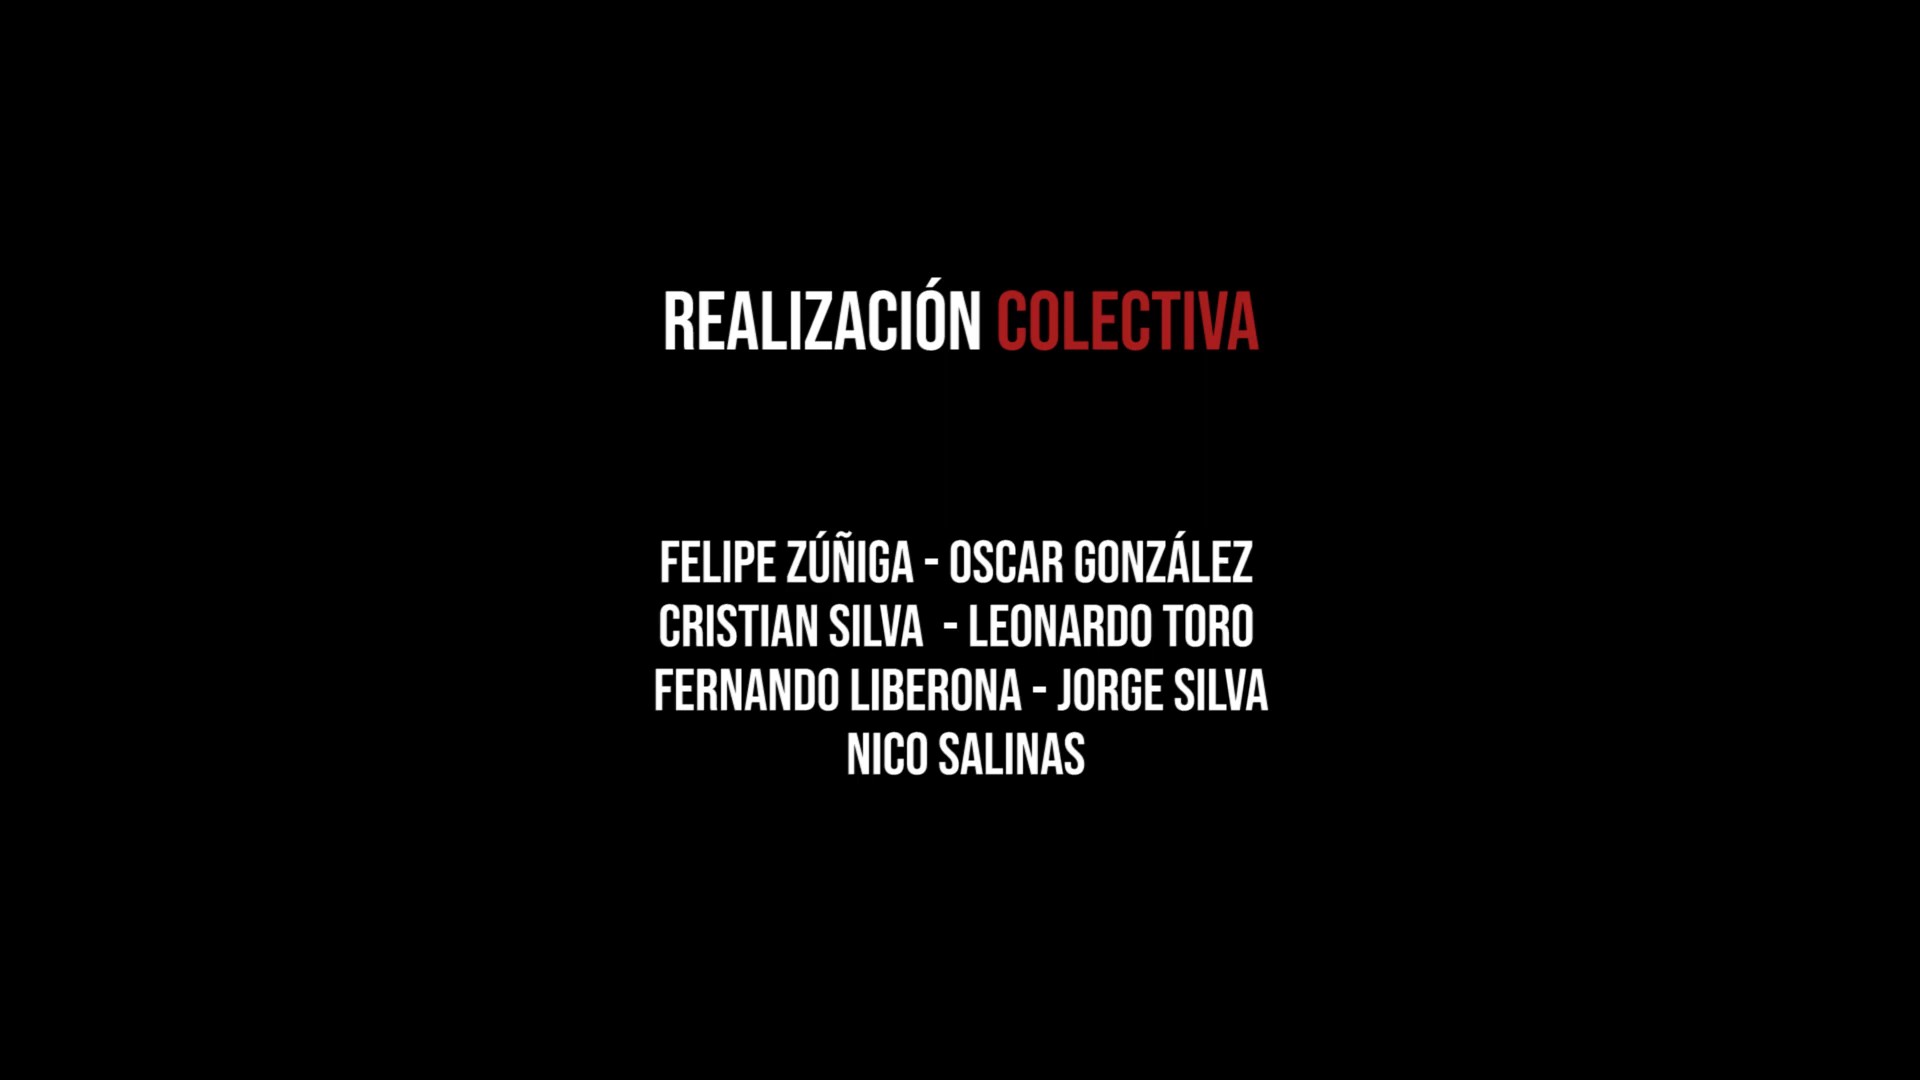 REALIZACIÓN COLECTIVA
FELIPE ZÚÑIGA - OSCAR GONZÁLEZ
CRISTIAN SILVA - LEONARDO TORO
FERNANDO LIBERONA - JORGE SILVA
NICO SALINAS